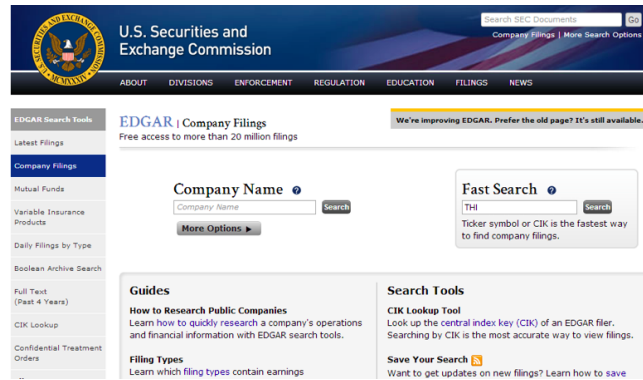 U.S. Securities and
Exchange Commission
Search SEC Documents
Go
Company Filings | More Search Options
ABOUT DIVISIONS ENFORCEMENT REGULATION EDUCATION FILINGS NEWS
EDGAR Search Tools
Latest Filings
Company Filings
Mutual Funds
Variable Insurance
Products
Daily Filings by Type
Boolean Archive Search
Full Text
(Past 4 Years)
CIK Lookup
Confidential Treatment
Orders
EDGAR | Company Filings
Free access to more than 20 million filings
We're improving EDGAR. Prefer the old page? It's still available.
Company Name ?
Company Name
Search
More Options ▶
Fast Search ?
THI
Search
Ticker symbol or CIK is the fastest way
to find company filings.
Guides
How to Research Public Companies
Learn how to quickly research a company's operations
and financial information with EDGAR search tools.
Filing Types
Learn which filing types contain earnings
Search Tools
CIK Lookup Tool
Look up the central index key (CIK) of an EDGAR filer.
Searching by CIK is the most accurate way to view filings.
Save Your Search
Want to get updates on new filings? Learn how to save